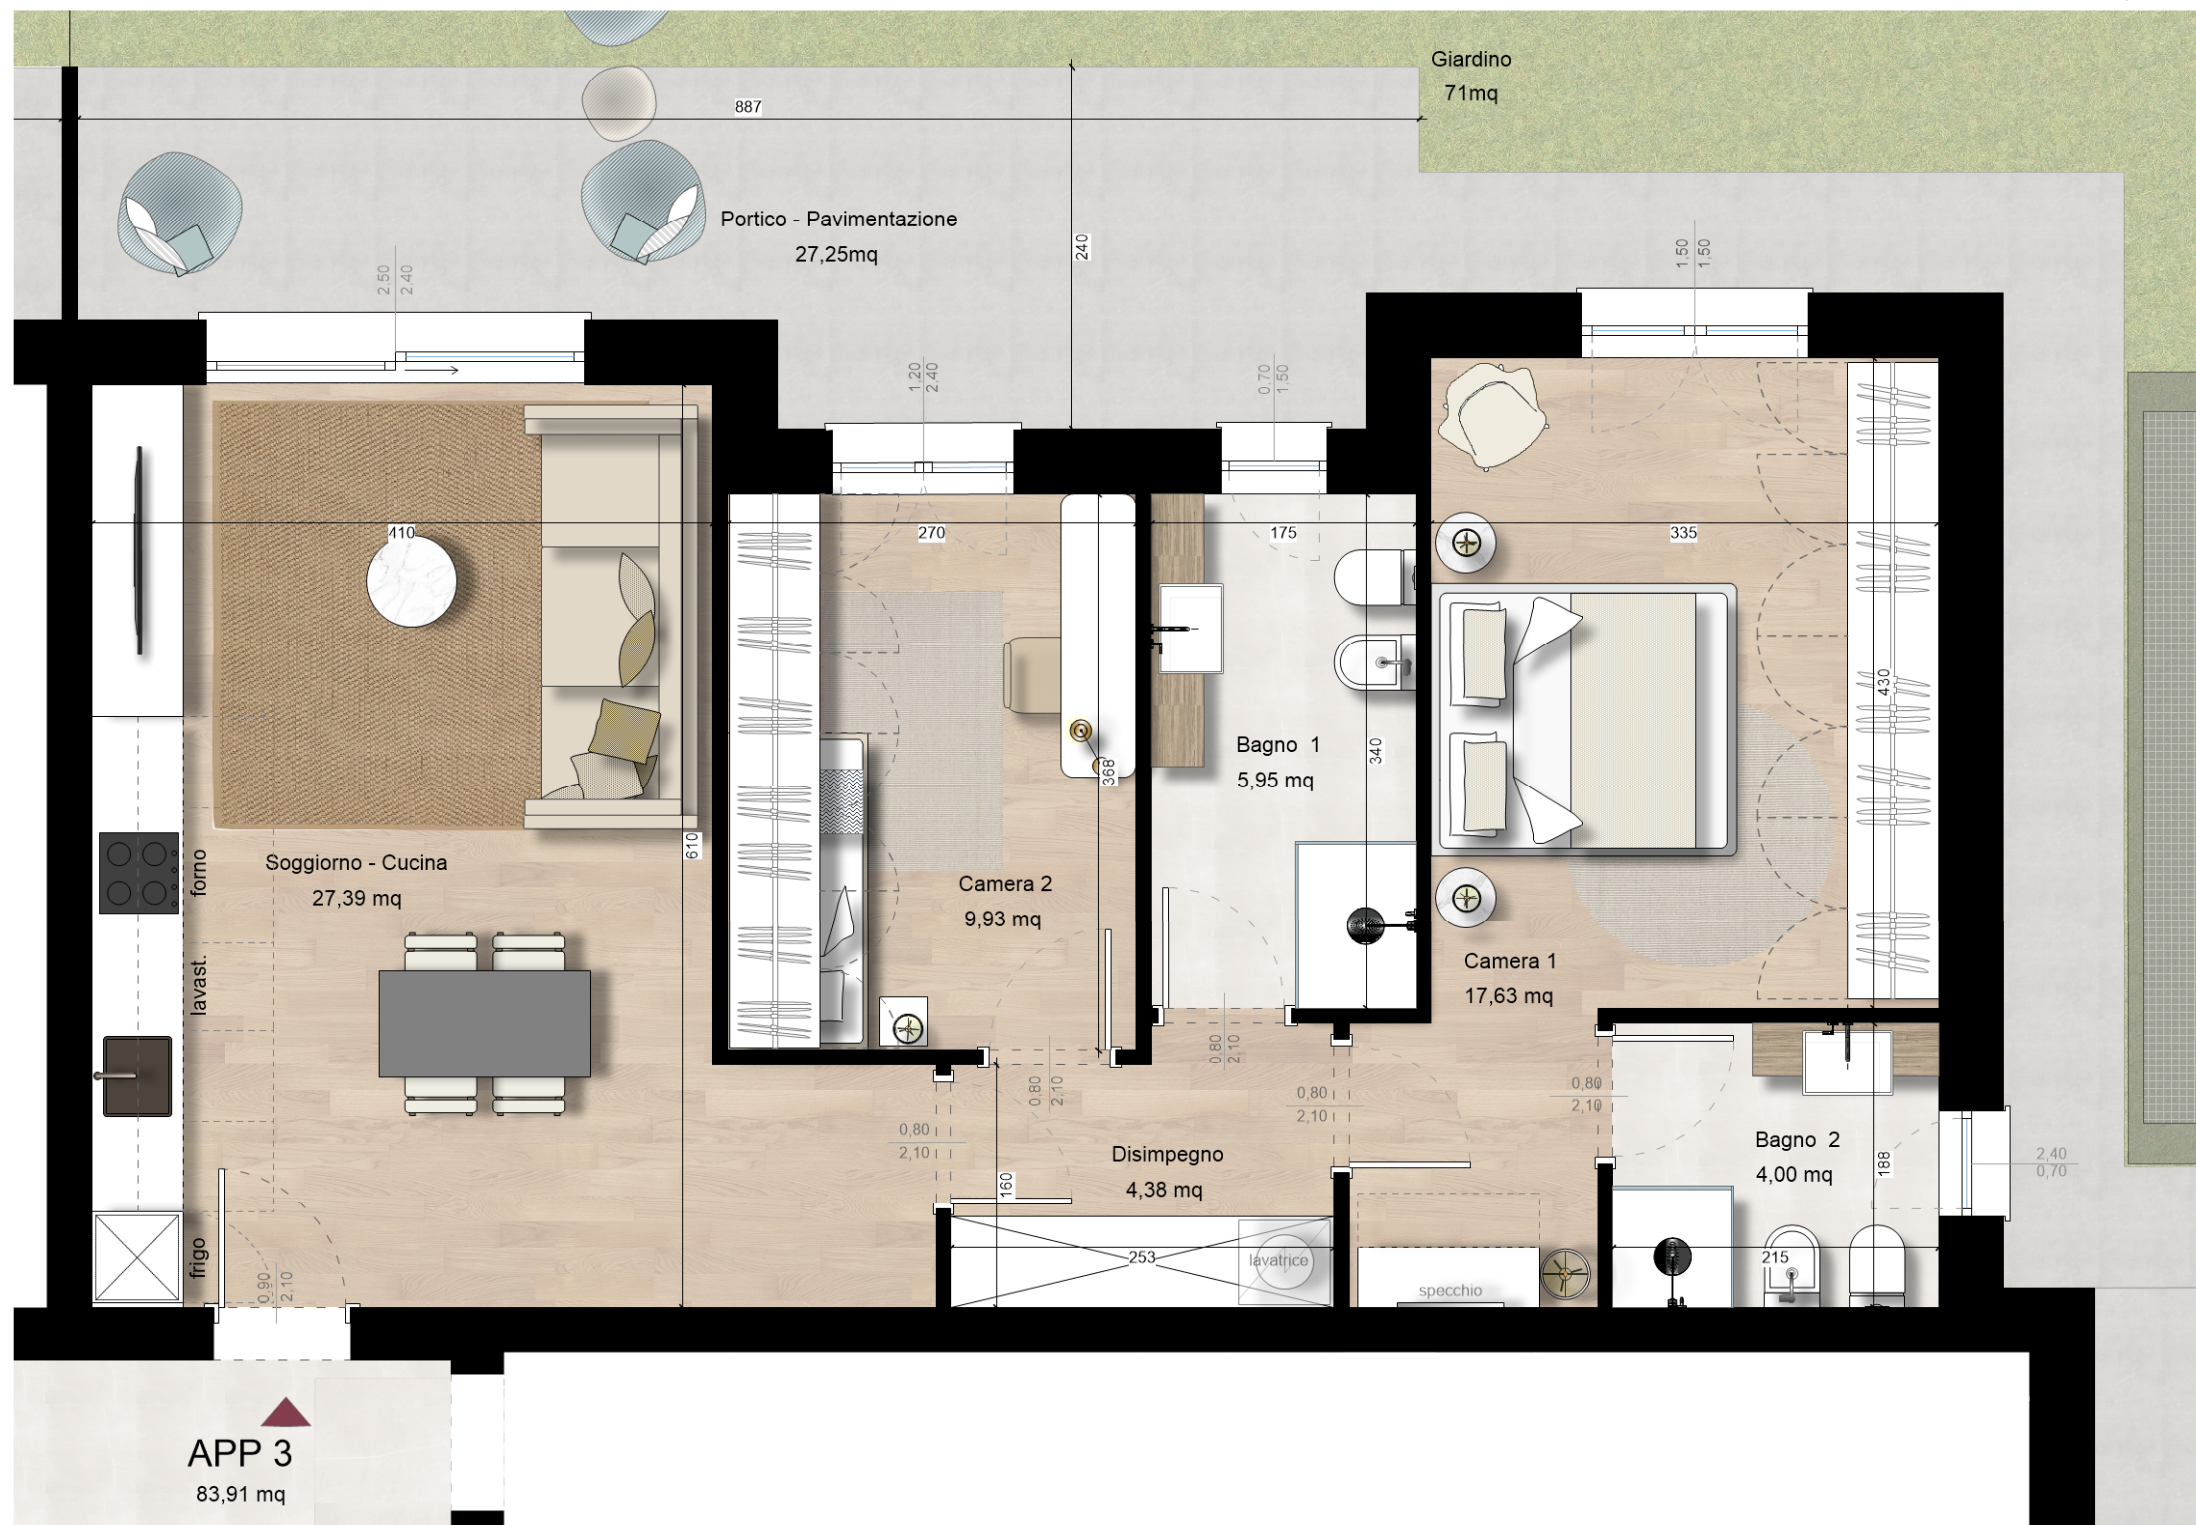 Giardino
71mq
887
Portico - Pavimentazione
27,25mq
240
2,50
2,40
1,50
1,50
1,20
2,40
0,70
1,50
410
270
175
335
430
Bagno 1
5,95 mq
340
368
610
forno
Soggiorno - Cucina
27,39 mq
Camera 2
9,93 mq
lavast.
Camera 1
17,63 mq
0,80
2,10
0,80
2,10
0,80
2,10
0,80
2,10
0,80
2,10
Disimpegno
4,38 mq
160
Bagno 2
4,00 mq
188
2,40
0,70
frigo
0,90
2,10
253
lavatrice
specchio
215
APP 3
83,91 mq